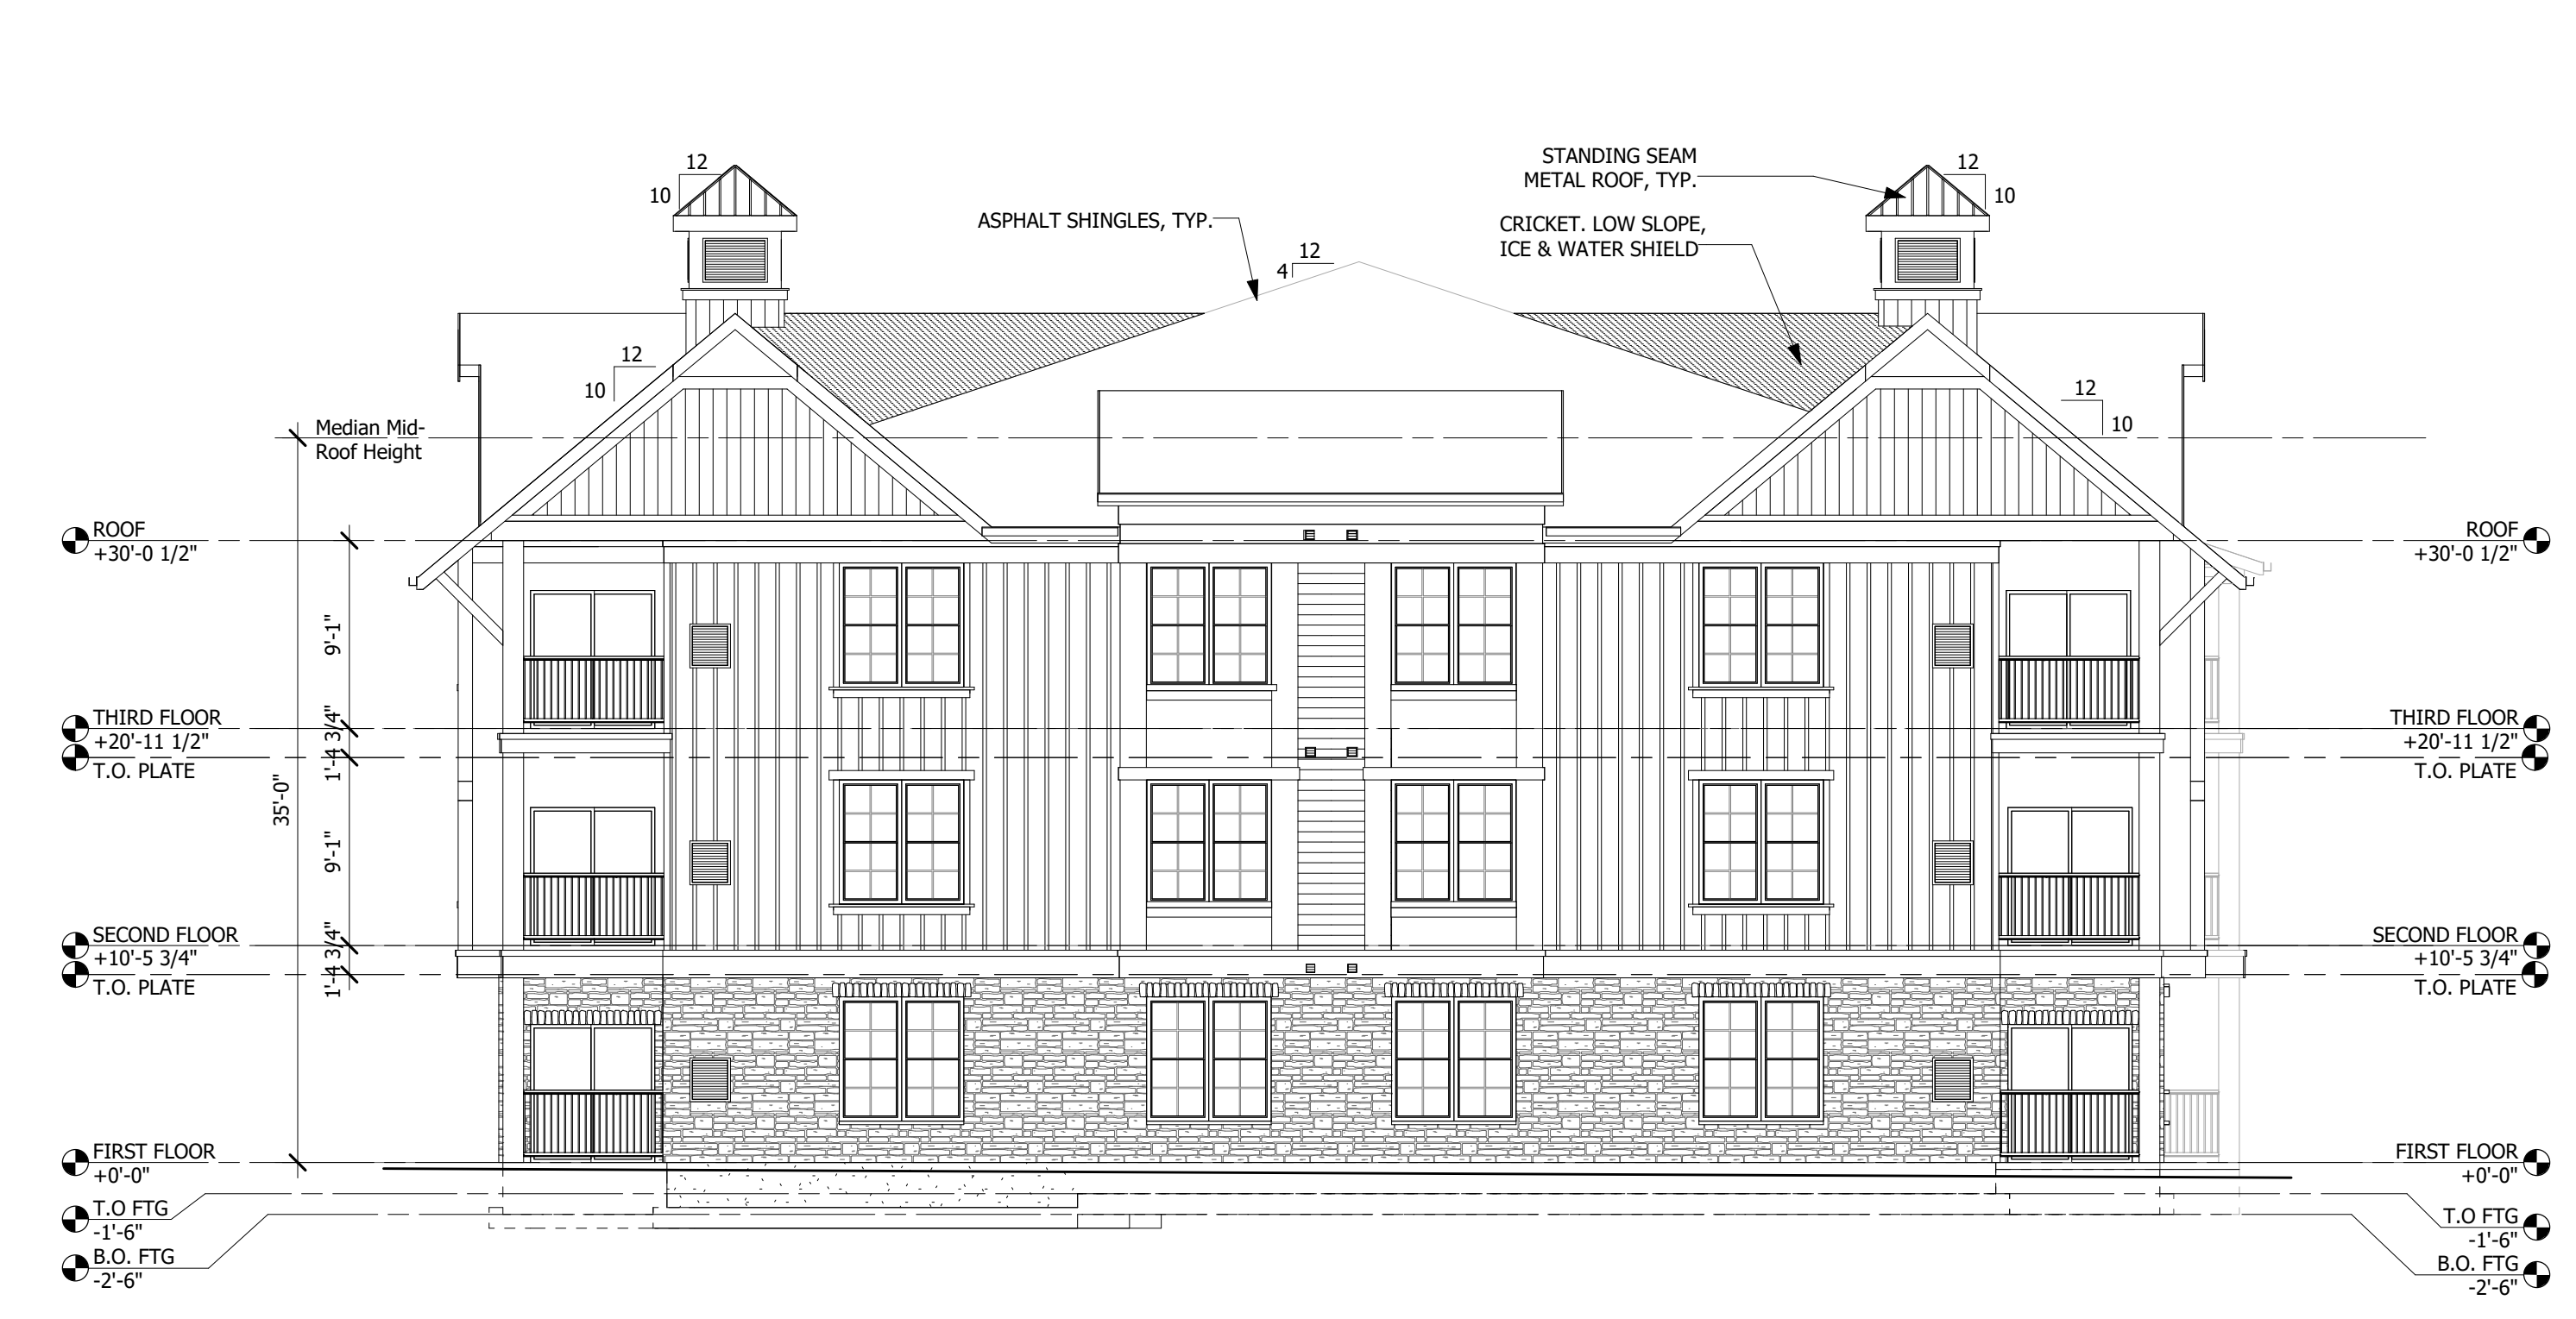 12
10
STANDING SEAM
METAL ROOF, TYP.
12
10
ASPHALT SHINGLES, TYP.
CRICKET. LOW SLOPE,
ICE & WATER SHIELD
12
4
12
10
12
10
Median Mid-
Roof Height
ROOF
+30'-0 1/2"
ROOF
+30'-0 1/2"
9'-1"
THIRD FLOOR
+20'-11 1/2"
T.O. PLATE
1'-4 3/4"
THIRD FLOOR
+20'-11 1/2"
T.O. PLATE
35'-0"
9'-1"
SECOND FLOOR
+10'-5 3/4"
T.O. PLATE
1'-4 3/4"
SECOND FLOOR
+10'-5 3/4"
T.O. PLATE
FIRST FLOOR
+0'-0"
FIRST FLOOR
+0'-0"
T.O FTG
-1'-6"
B.O. FTG
-2'-6"
T.O FTG
-1'-6"
B.O. FTG
-2'-6"